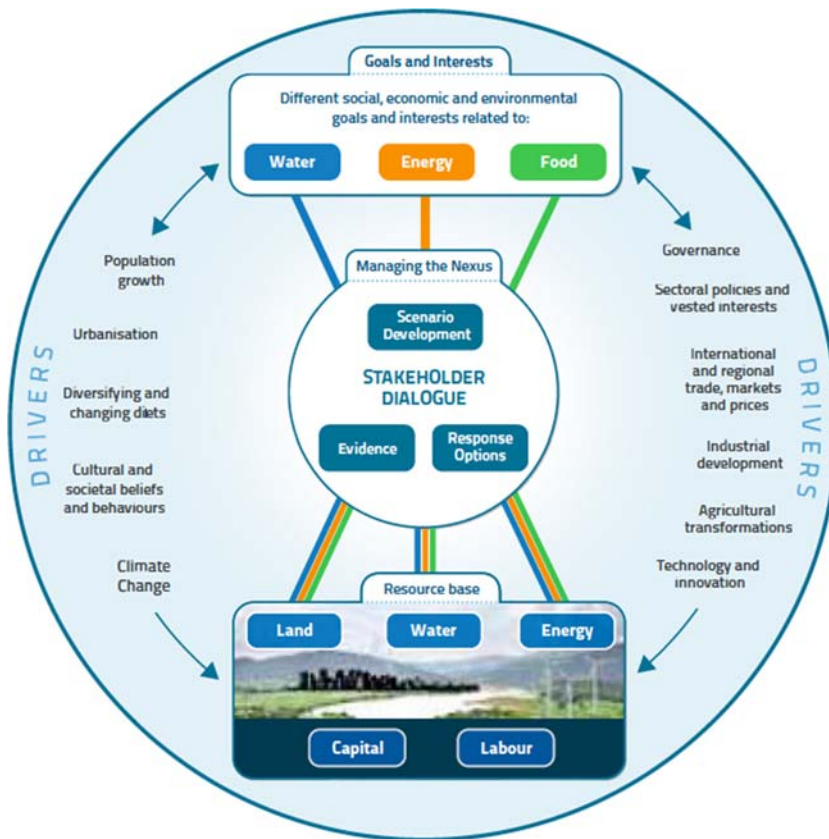 Goals and Interests
Different social, economic and environmental
goals and interests related to:
Water
Energy
Food
Managing the Nexus
Scenario
Development
STAKEHOLDER
DIALOGUE
Evidence
Response
Options
DRIVERS
Population
growth
Urbanisation
Diversifying and
changing diets
Cultural and
societal beliefs
and behaviours
Climate
Change
Governance
Sectoral policies and
vested interests
International
and regional
trade, markets
and prices
Industrial
development
Agricultural
transformations
Technology and
innovation
DRIVERS
Resource base
Land
Water
Energy
Capital
Labour